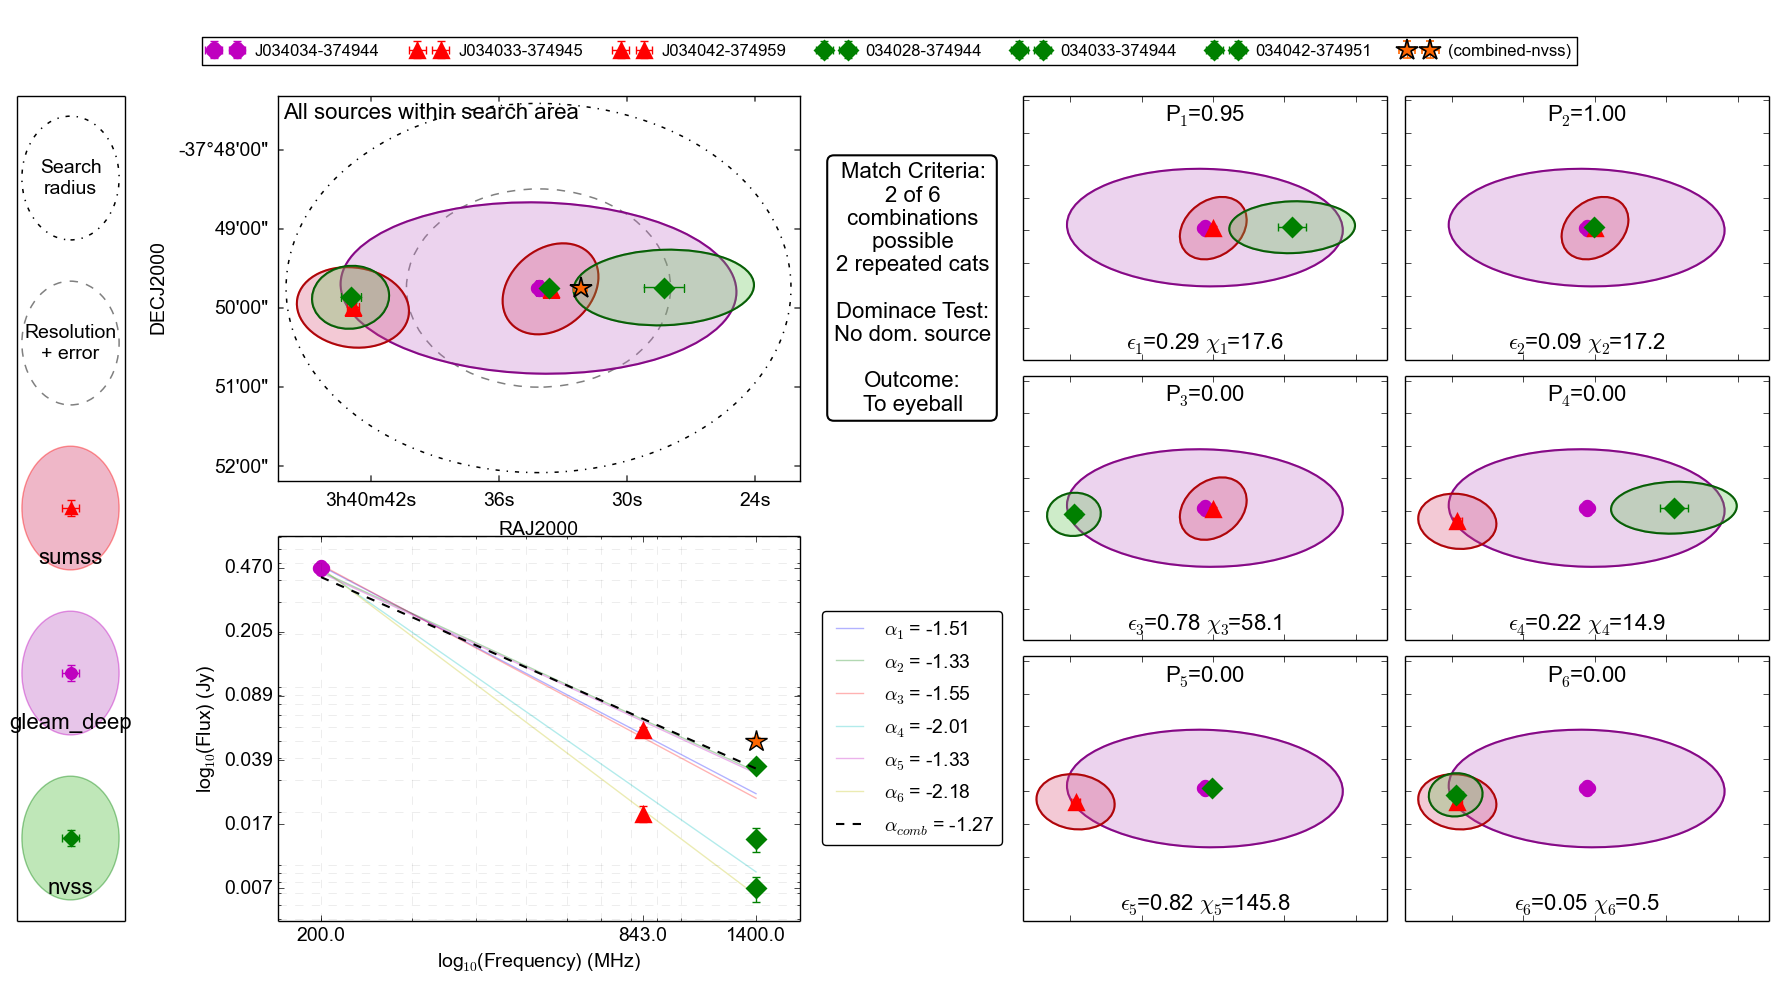 J034034-374944 J034033-374945 J034042-374959 034028-374944 034033-374944 034042-374951 (combined-nvss)
Search
radius
Resolution
+ error
sumss
gleam_deep
nvss
All sources within search area
DECJ2000
-37°48'00"
49'00"
50'00"
51'00"
52'00"
3h40m42s 36s 30s 24s
RAJ2000
Match Criteria:
2 of 6
combinations
possible
2 repeated cats
Dominace Test:
No dom. source
Outcome:
To eyeball
log10(Flux) (Jy)
0.470
0.205
0.089
0.039
0.017
0.007
200.0 843.0 1400.0
log10(Frequency) (MHz)
α1 = -1.51
α2 = -1.33
α3 = -1.55
α4 = -2.01
α5 = -1.33
α6 = -2.18
αcomb = -1.27
P1=0.95
ϵ1=0.29 χ1=17.6
P2=1.00
ϵ2=0.09 χ2=17.2
P3=0.00
ϵ3=0.78 χ3=58.1
P4=0.00
ϵ4=0.22 χ4=14.9
P5=0.00
ϵ5=0.82 χ5=145.8
P6=0.00
ϵ6=0.05 χ6=0.5